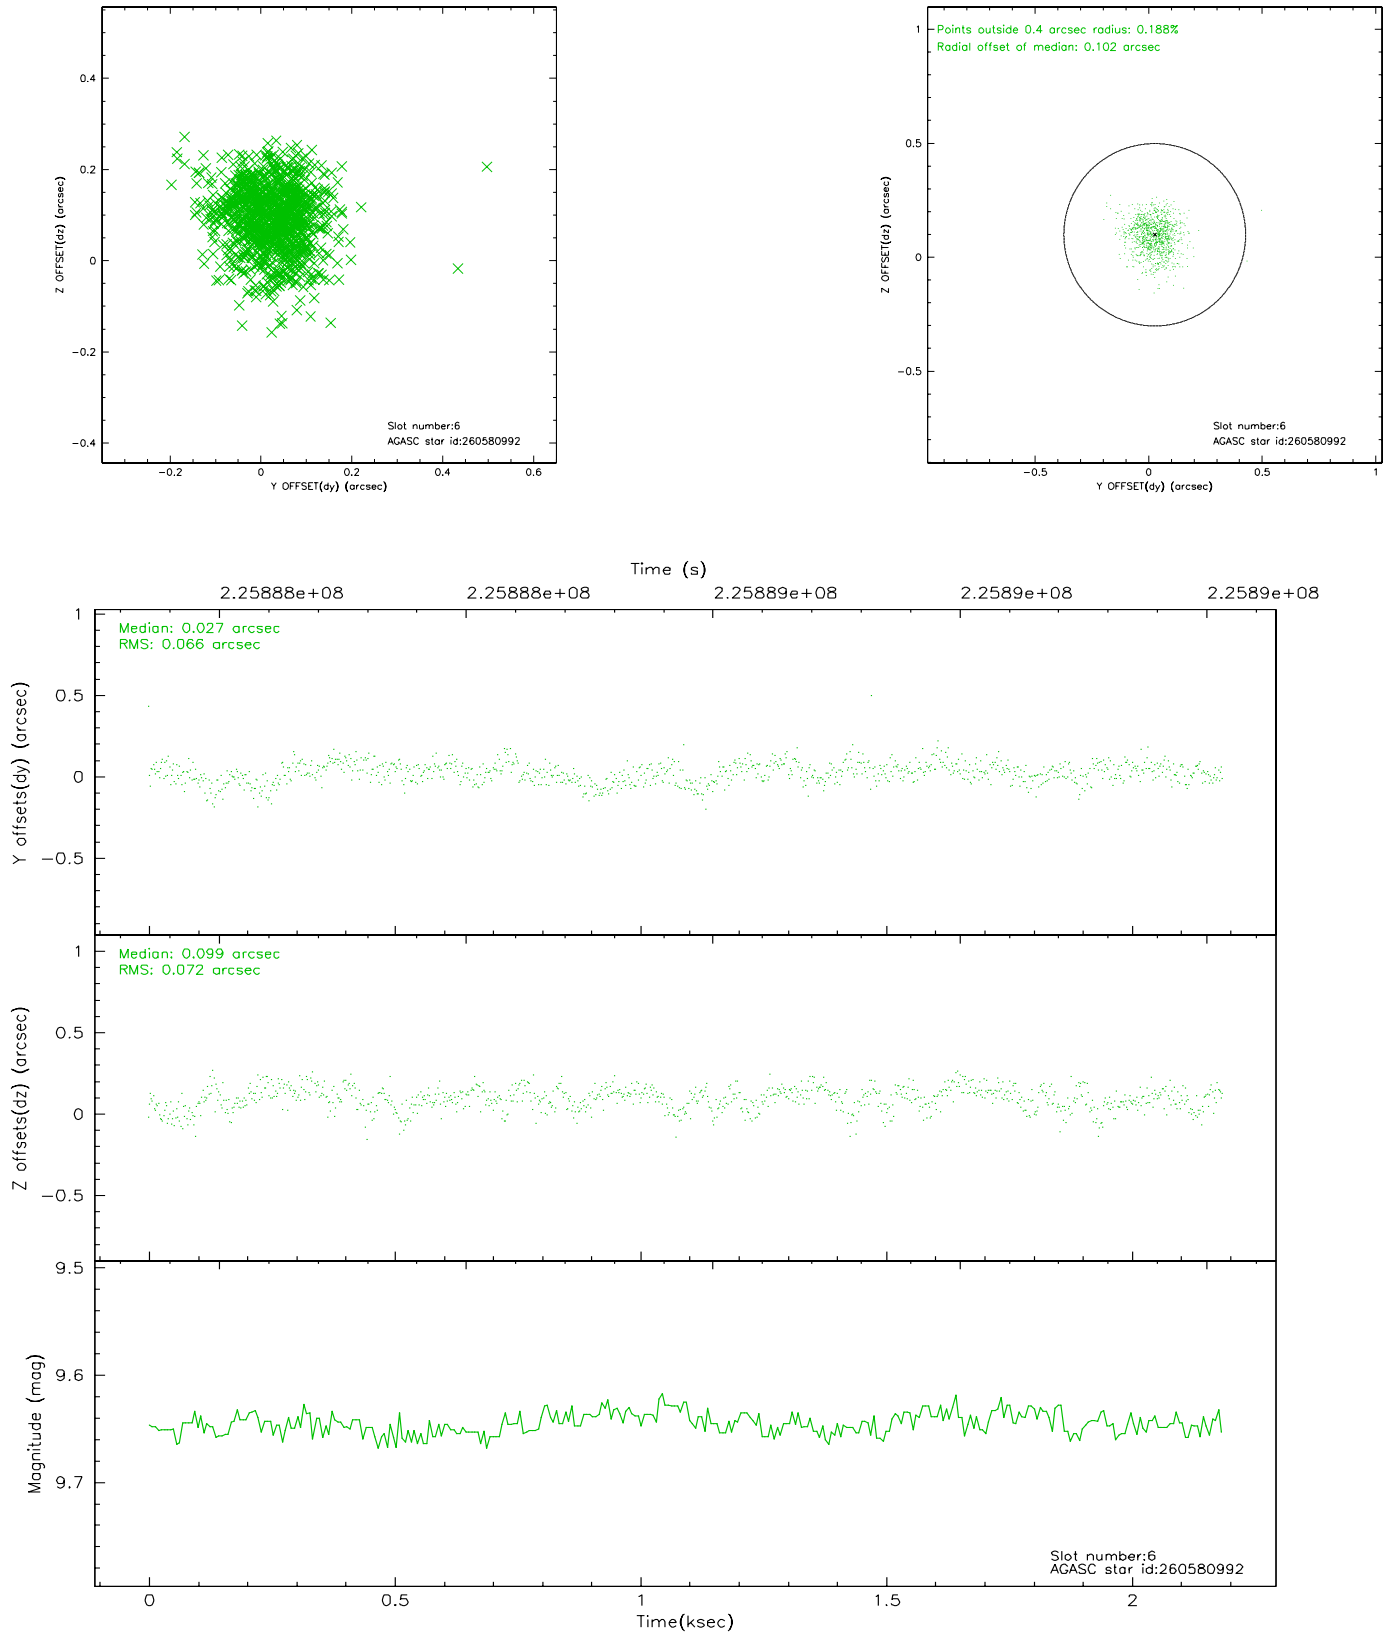 0.4
0.2
0
−0.2
−0.4
Z OFFSET(dz) (arcsec)
Slot number:6
AGASC star id:260580992
−0.2 0 0.2 0.4 0.6
Y OFFSET(dy) (arcsec)
Points outside 0.4 arcsec radius: 0.188%
Radial offset of median: 0.102 arcsec
1
0.5
0
−0.5
Z OFFSET(dz) (arcsec)
Slot number:6
AGASC star id:260580992
−0.5 0 0.5 1
Y OFFSET(dy) (arcsec)
Time (s)
2.25888e+08 2.25888e+08 2.25889e+08 2.2589e+08 2.2589e+08
Median: 0.027 arcsec
RMS: 0.066 arcsec
1
0.5
0
−0.5
Y offsets(dy) (arcsec)
Median: 0.099 arcsec
RMS: 0.072 arcsec
1
0.5
0
−0.5
Z offsets(dz) (arcsec)
9.5
9.6
9.7
Magnitude (mag)
Slot number:6
AGASC star id:260580992
0 0.5 1 1.5 2
Time(ksec)